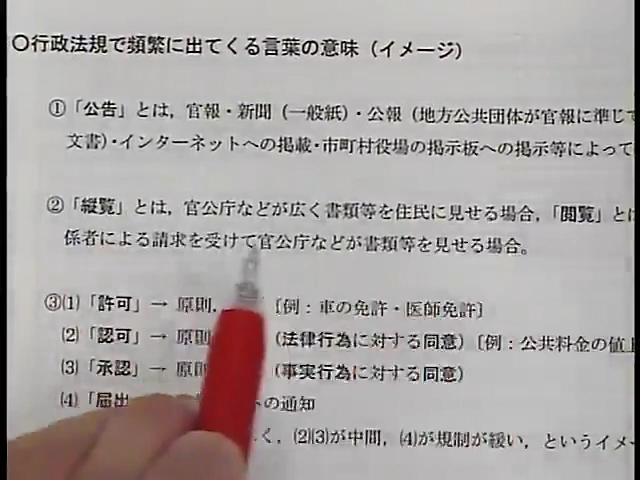 〇行政法規で頻繁に出てくる言葉の意味（イメージ）
①「公告」とは，官報・新聞（一般紙）・公報（地方公共団体が官報に準じて
文書）・インターネットへの掲載・市町村役場の掲示板への掲示等によって
②「縦覧」とは，官公庁などが広く書類等を住民に見せる場合，「閲覧」とは
係者による請求を受けて官公庁などが書類等を見せる場合。
③⑴「許可」→ 原則， 〔例：車の免許・医師免許〕
⑵「認可」→ 原則 （法律行為に対する同意）〔例：公共料金の値上
⑶「承認」→ 原則 （事実行為に対する同意）
⑷「届出 の通知
く，⑵⑶が中間，⑷が規制が緩い，というイメー